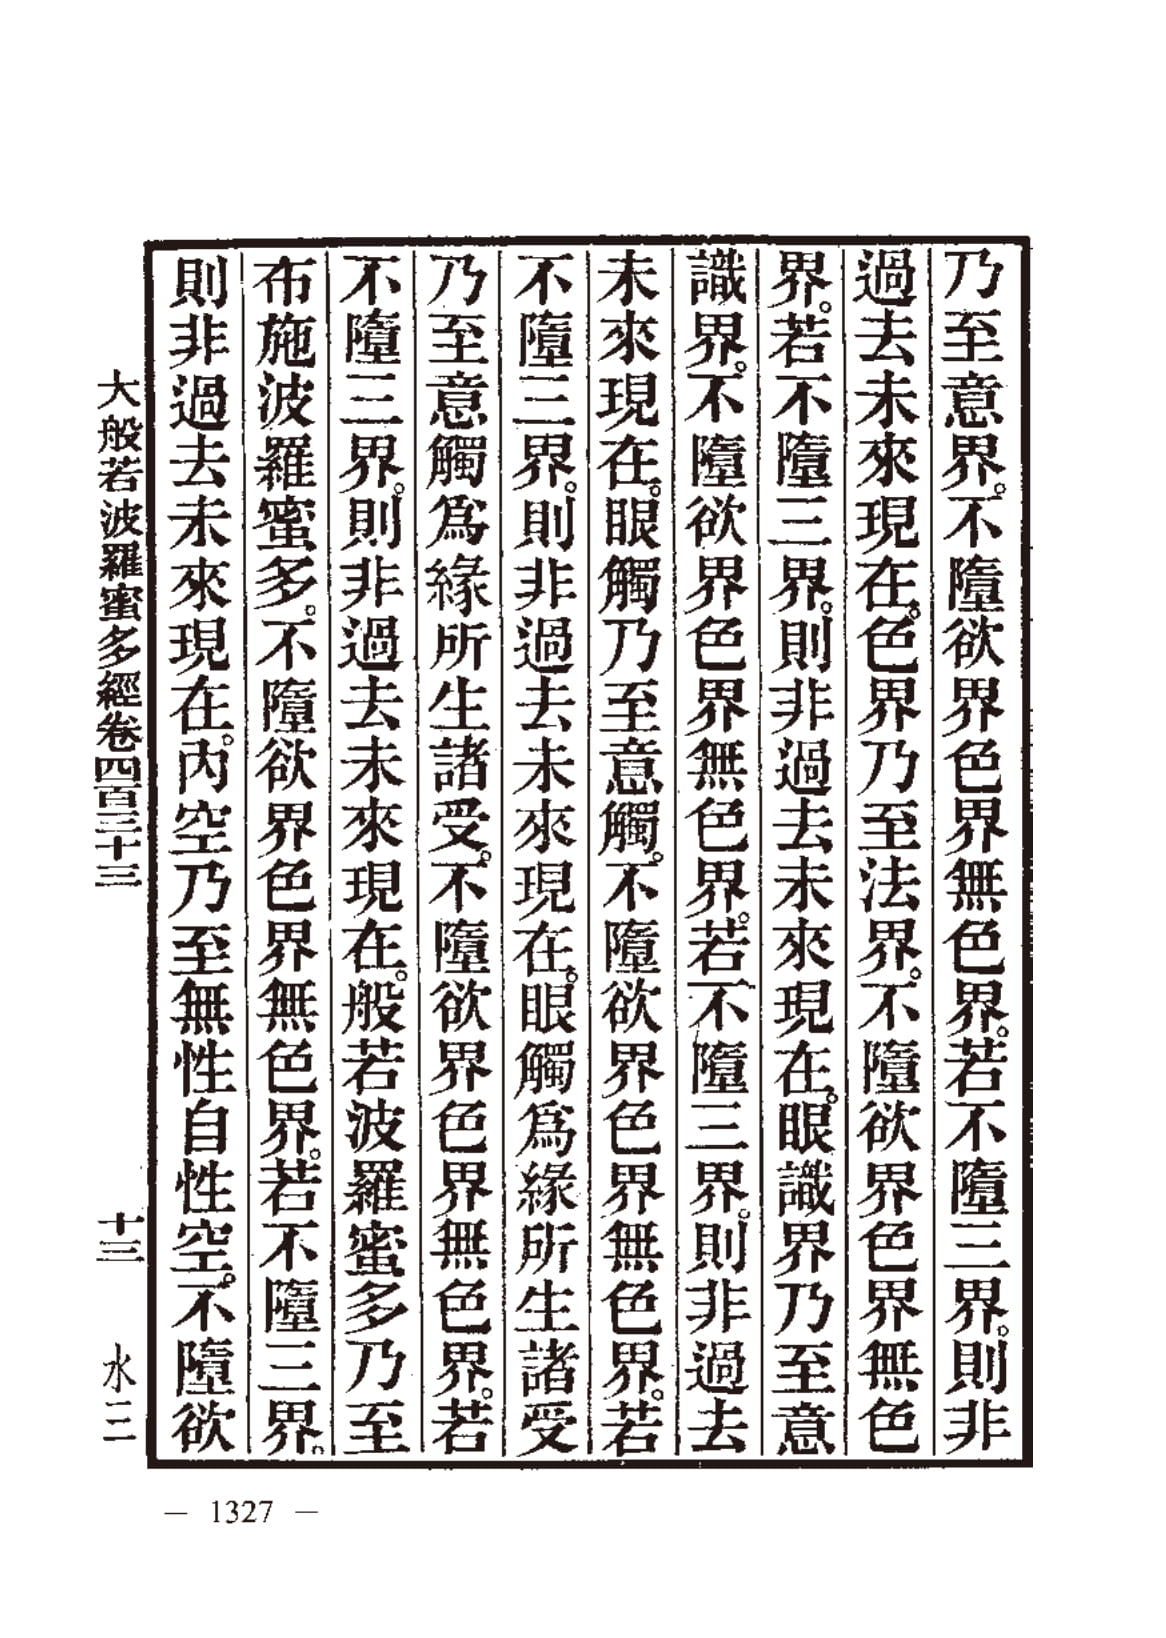 乃至意界。不墮欲界色界無色界。若不墮三界。則非
過去未來現在。色界乃至法界。不墮欲界色界無色
界。若不墮三界。則非過去未來現在。眼識界乃至意
識界。不墮欲界色界無色界。若不墮三界。則非過去
未來現在。眼觸乃至意觸。不墮欲界色界無色界。若
不墮三界。則非過去未來現在。眼觸爲緣所生諸受
乃至意觸爲緣所生諸受。不墮欲界色界無色界。若
不墮三界。則非過去未來現在。般若波羅蜜多乃至
布施波羅蜜多。不墮欲界色界無色界。若不墮三界。
則非過去未來現在。內空乃至無性自性空。不墮欲
大般若波羅蜜多經卷四百三十三 十三 水二
— 1327 —